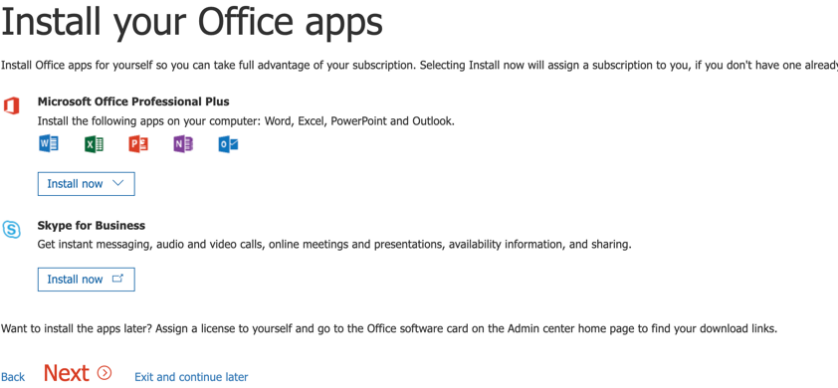 Install your Office apps
Install Office apps for yourself so you can take full advantage of your subscription. Selecting Install now will assign a subscription to you, if you don't have one already
Microsoft Office Professional Plus
Install the following apps on your computer: Word, Excel, PowerPoint and Outlook.
W X P N O
Install now
S
Skype for Business
Get instant messaging, audio and video calls, online meetings and presentations, availability information, and sharing.
Install now
Want to install the apps later? Assign a license to yourself and go to the Office software card on the Admin center home page to find your download links.
Back Next Exit and continue later